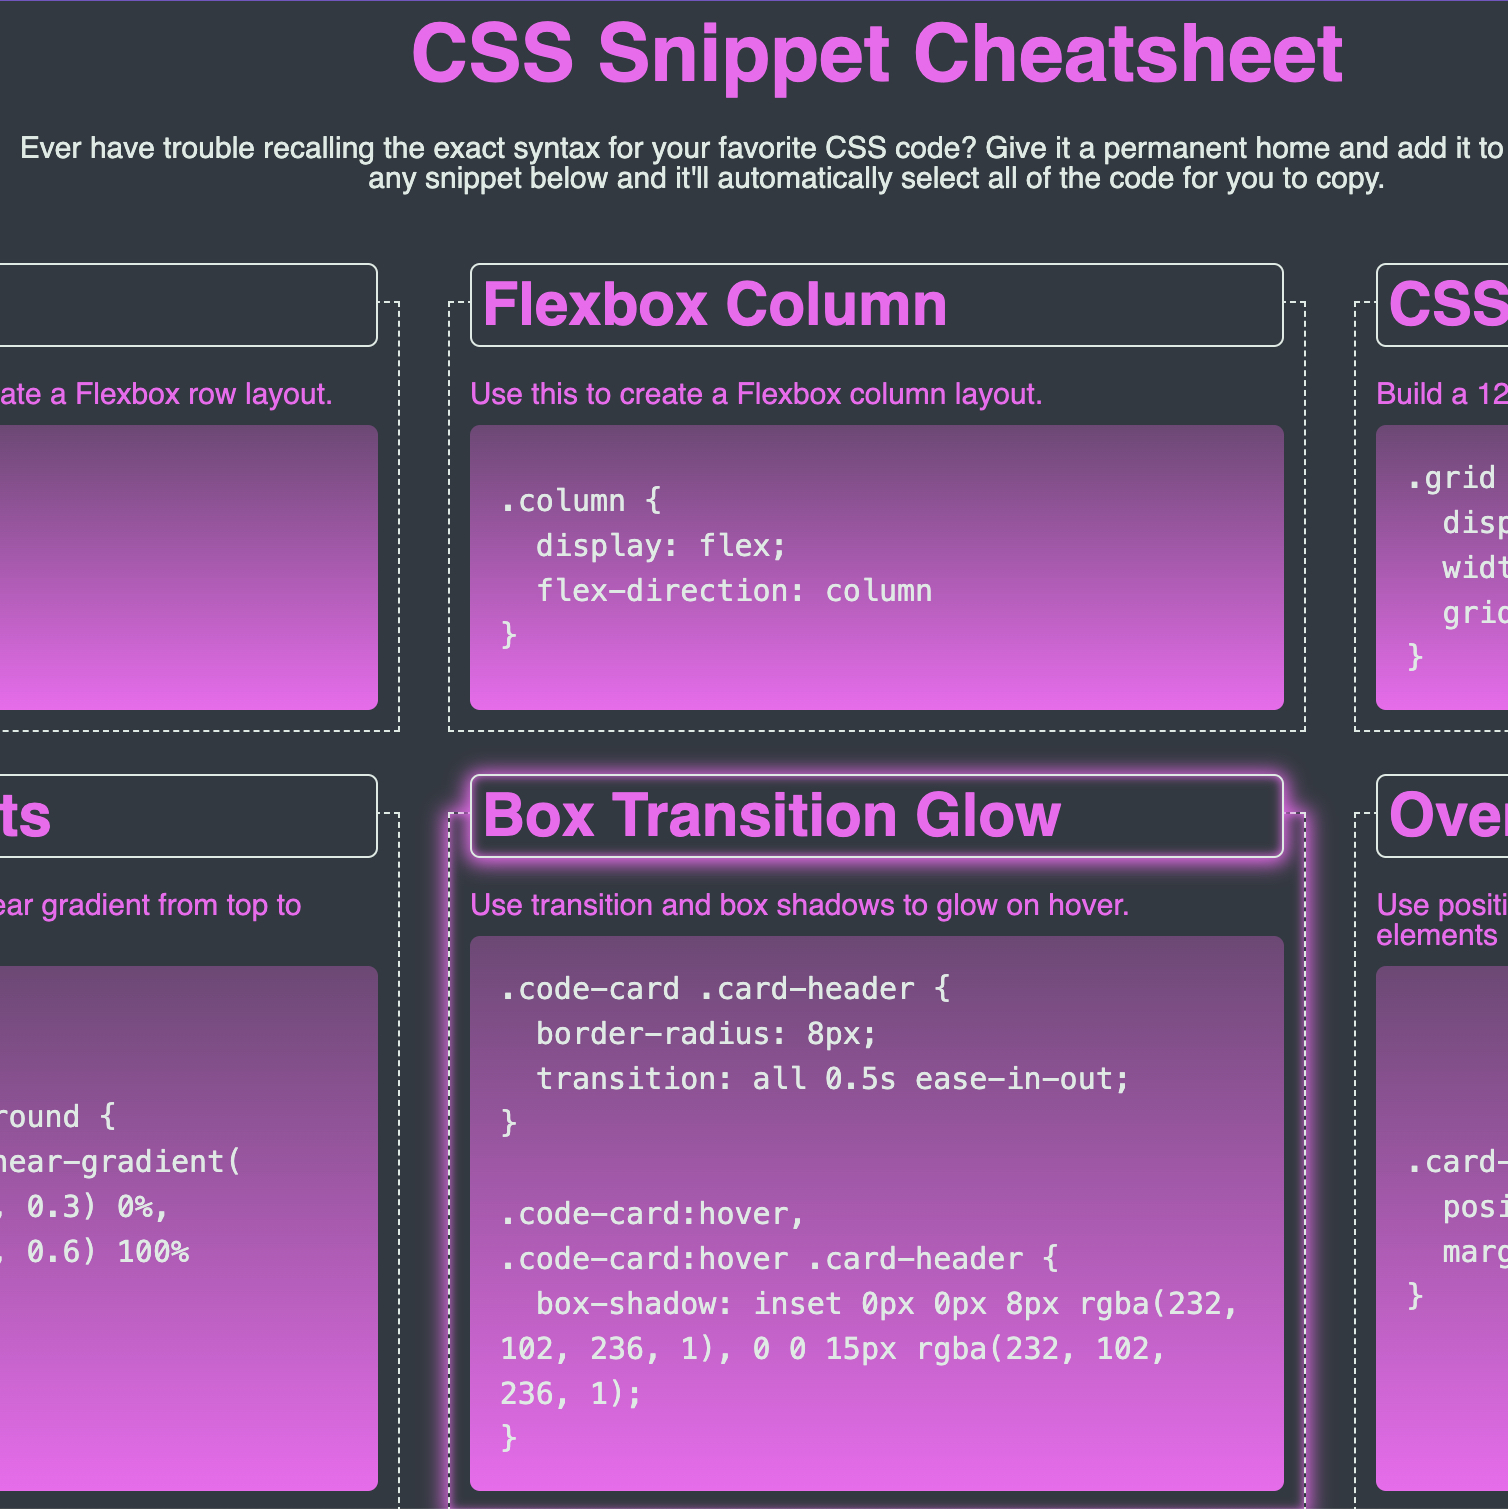 CSS Snippet Cheatsheet
Ever have trouble recalling the exact syntax for your favorite CSS code? Give it a permanent home and add it to
any snippet below and it'll automatically select all of the code for you to copy.
Flexbox Column
CSS
ate a Flexbox row layout.
Use this to create a Flexbox column layout.
Build a 12
.column {
  display: flex;
  flex-direction: column
}
.grid
disp
widt
grid
}
ts
Box Transition Glow
Over
ear gradient from top to
Use transition and box shadows to glow on hover.
Use positi
elements
round {
near-gradient(
, 0.3) 0%,
, 0.6) 100%
.code-card .card-header {
  border-radius: 8px;
  transition: all 0.5s ease-in-out;
}
.code-card:hover,
.code-card:hover .card-header {
  box-shadow: inset 0px 0px 8px rgba(232,
102, 236, 1), 0 0 15px rgba(232, 102,
236, 1);
}
.card-
posi
marg
}